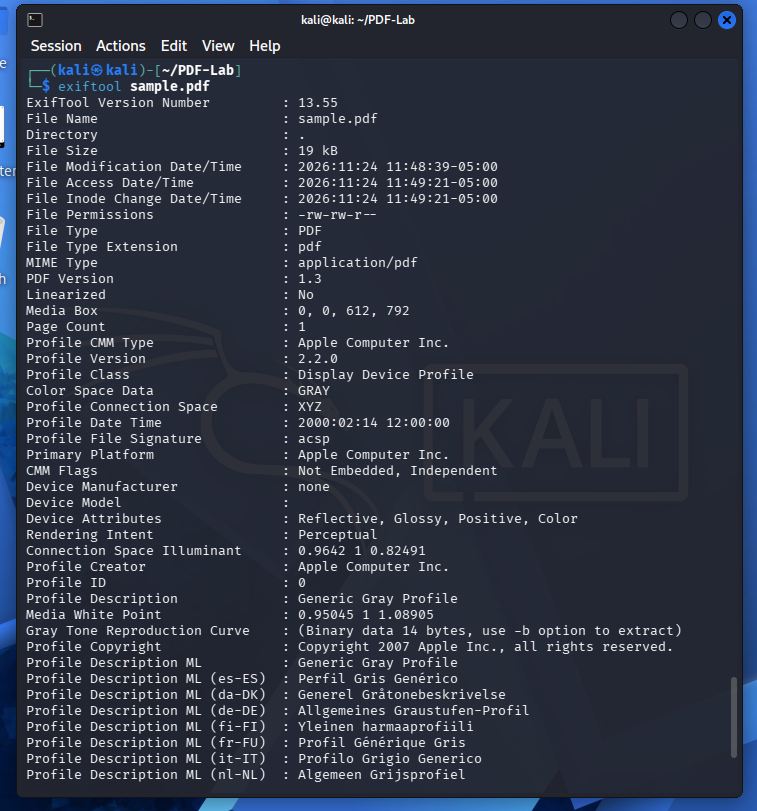 kali@kali: ~/PDF-Lab
Session Actions Edit View Help
┌──(kali㉿kali)-[~/PDF-Lab]
└─$ exiftool sample.pdf
ExifTool Version Number : 13.55
File Name : sample.pdf
Directory : .
File Size : 19 kB
File Modification Date/Time : 2026:11:24 11:48:39-05:00
File Access Date/Time : 2026:11:24 11:49:21-05:00
File Inode Change Date/Time : 2026:11:24 11:49:21-05:00
File Permissions : -rw-rw-r--
File Type : PDF
File Type Extension : pdf
MIME Type : application/pdf
PDF Version : 1.3
Linearized : No
Media Box : 0, 0, 612, 792
Page Count : 1
Profile CMM Type : Apple Computer Inc.
Profile Version : 2.2.0
Profile Class : Display Device Profile
Color Space Data : GRAY
Profile Connection Space : XYZ
Profile Date Time : 2000:02:14 12:00:00
Profile File Signature : acsp
Primary Platform : Apple Computer Inc.
CMM Flags : Not Embedded, Independent
Device Manufacturer : none
Device Model :
Device Attributes : Reflective, Glossy, Positive, Color
Rendering Intent : Perceptual
Connection Space Illuminant : 0.9642 1 0.82491
Profile Creator : Apple Computer Inc.
Profile ID : 0
Profile Description : Generic Gray Profile
Media White Point : 0.95045 1 1.08905
Gray Tone Reproduction Curve : (Binary data 14 bytes, use -b option to extract)
Profile Copyright : Copyright 2007 Apple Inc., all rights reserved.
Profile Description ML : Generic Gray Profile
Profile Description ML (es-ES) : Perfil Gris Genérico
Profile Description ML (da-DK) : Generel Gråtonebeskrivelse
Profile Description ML (de-DE) : Allgemeines Graustufen-Profil
Profile Description ML (fi-FI) : Yleinen harmaaprofiili
Profile Description ML (fr-FU) : Profil Générique Gris
Profile Description ML (it-IT) : Profilo Grigio Generico
Profile Description ML (nl-NL) : Algemeen Grijsprofiel
KALI